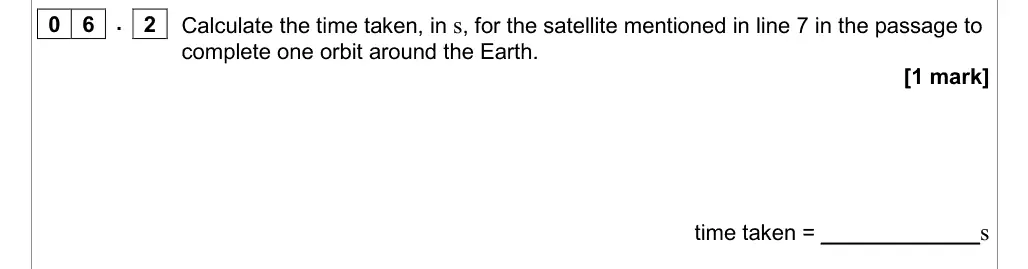 0 6 . 2 Calculate the time taken, in s, for the satellite mentioned in line 7 in the passage to
complete one orbit around the Earth.
[1 mark]
time taken = ____________ s